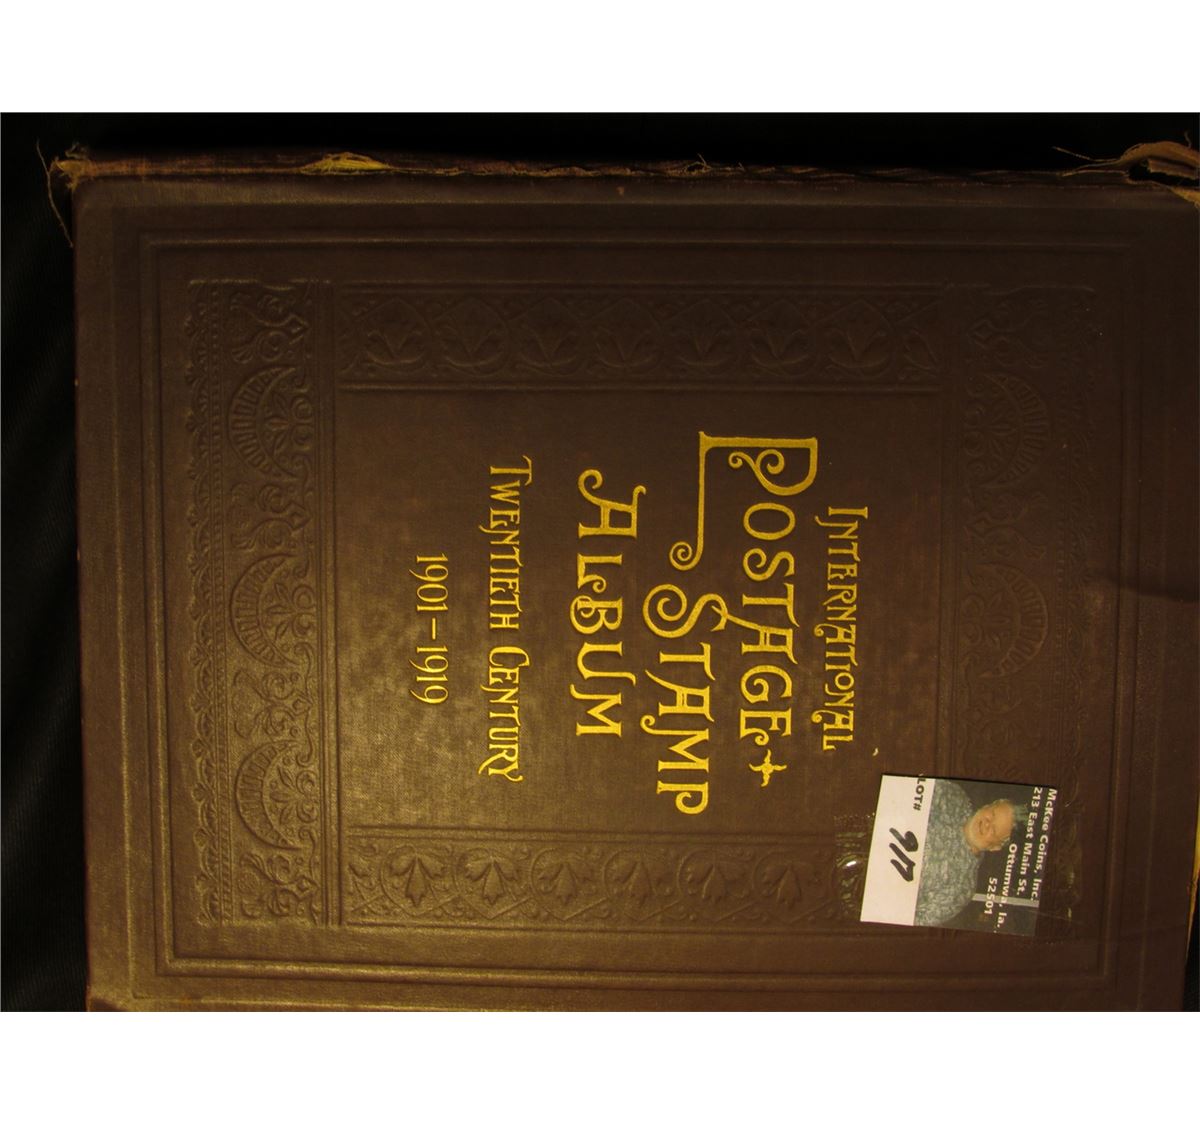 INTERNATIONAL
POSTAGE
STAMP
ALBUM
TWENTIETH CENTURY
1901-1919
McKee Coins, Inc.
213 East Main St.
Ottumwa, Ia.
52501
LOT# 917